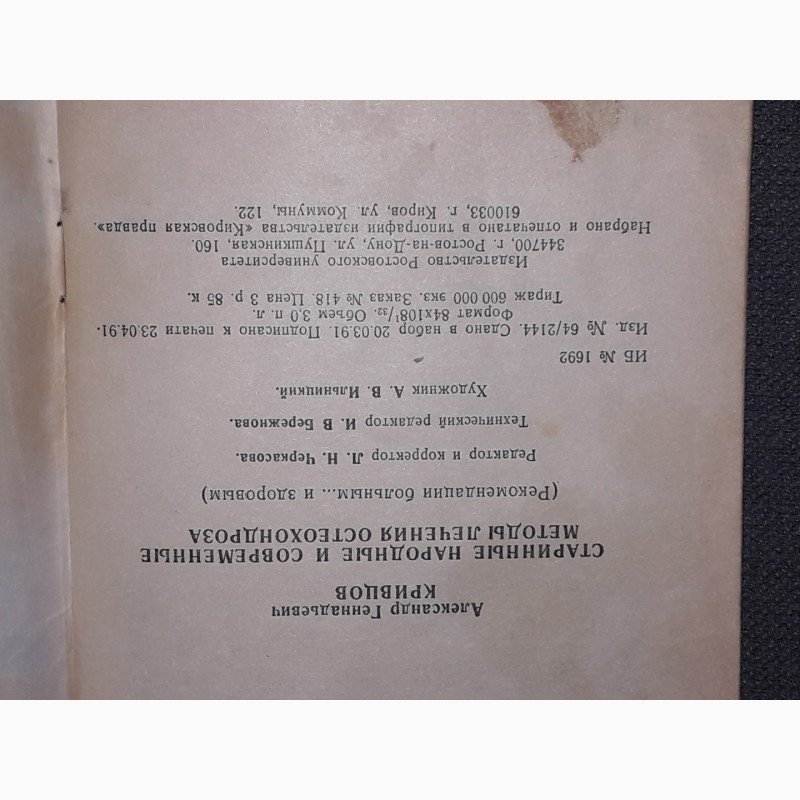 Александр Геннадьевич
КРИВЦОВ
СТАРИННЫЕ НАРОДНЫЕ И СОВРЕМЕННЫЕ
МЕТОДЫ ЛЕЧЕНИЯ ОСТЕОХОНДРОЗА
(Рекомендации больным... и здоровым)
Редактор и корректор Л. Н. Черкасова.
Технический редактор И. В Бережнова.
Художник А. В. Ильницкий.
ИБ № 1692
Изд. № 64/2144. Сдано в набор 20.03.91. Подписано к печати 23.04.91.
Формат 84х108¹/₃₂. Объем 3,0 п. л.
Тираж 600 000 экз. Заказ № 418. Цена 3 р. 85 к.
Издательство Ростовского университета
344700, г. Ростов-на-Дону, ул. Пушкинская, 160.
Набрано и отпечатано в типографии издательства «Кировская правда».
610033, г. Киров, ул. Коммуны, 122.